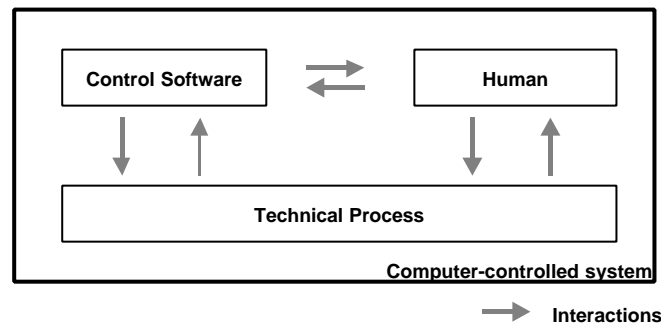 Control Software
Human
Technical Process
Computer-controlled system
Interactions